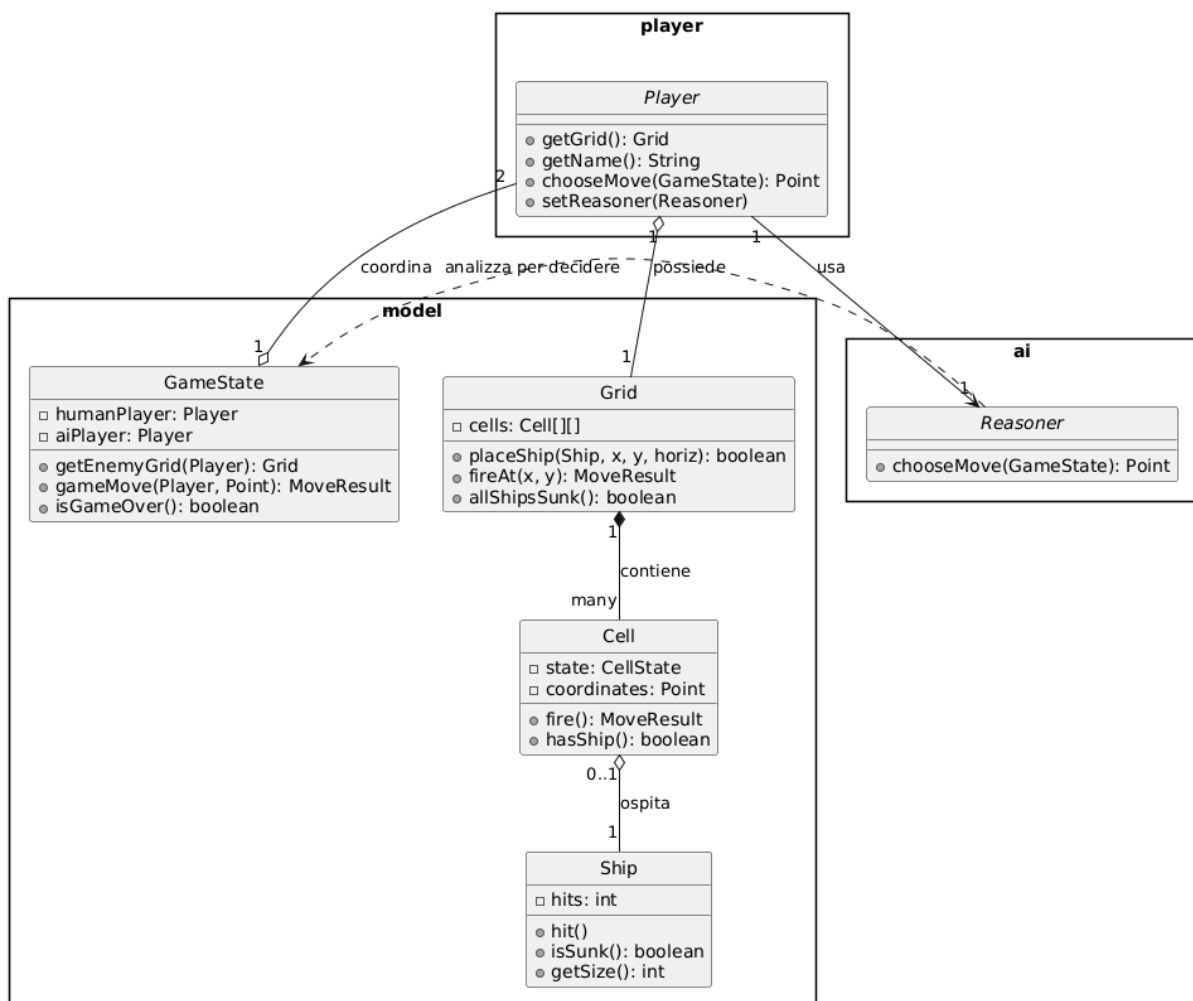 player
Player
getGrid(): Grid
getName(): String
chooseMove(GameState): Point
setReasoner(Reasoner)
2
1
1
coordina
analizza per decidere
possiede
usa
model
ai
1
1
1
GameState
humanPlayer: Player
aiPlayer: Player
getEnemyGrid(Player): Grid
gameMove(Player, Point): MoveResult
isGameOver(): boolean
Grid
cells: Cell[][]
placeShip(Ship, x, y, horiz): boolean
fireAt(x, y): MoveResult
allShipsSunk(): boolean
Reasoner
chooseMove(GameState): Point
1
contiene
many
Cell
state: CellState
coordinates: Point
fire(): MoveResult
hasShip(): boolean
0..1
ospita
1
Ship
hits: int
hit()
isSunk(): boolean
getSize(): int